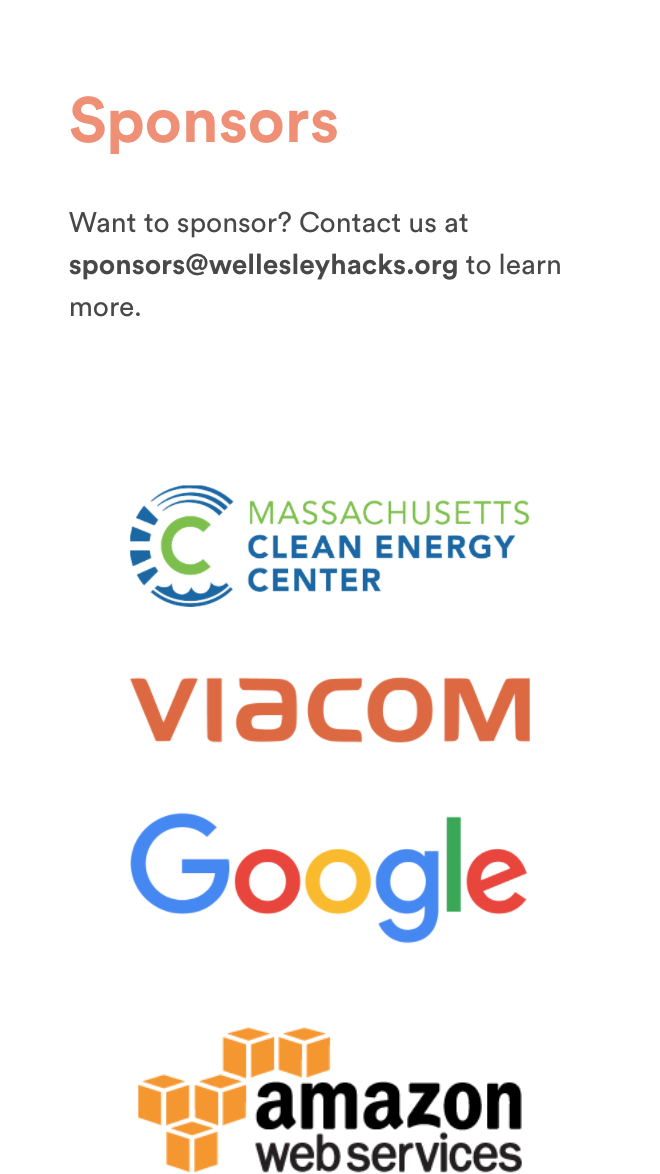 Sponsors
Want to sponsor? Contact us at
sponsors@wellesleyhacks.org to learn
more.
C MASSACHUSETTS
CLEAN ENERGY
CENTER
VIacom
Google
amazon
web services